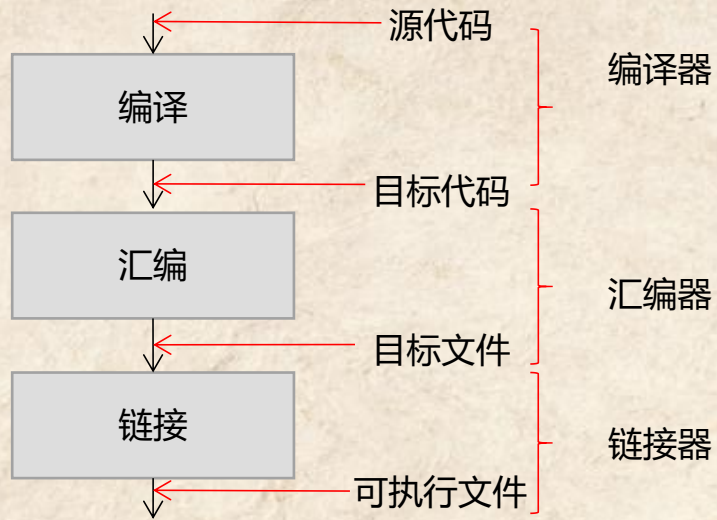 源代码
编译器
编译
目标代码
汇编
汇编器
目标文件
链接
链接器
可执行文件